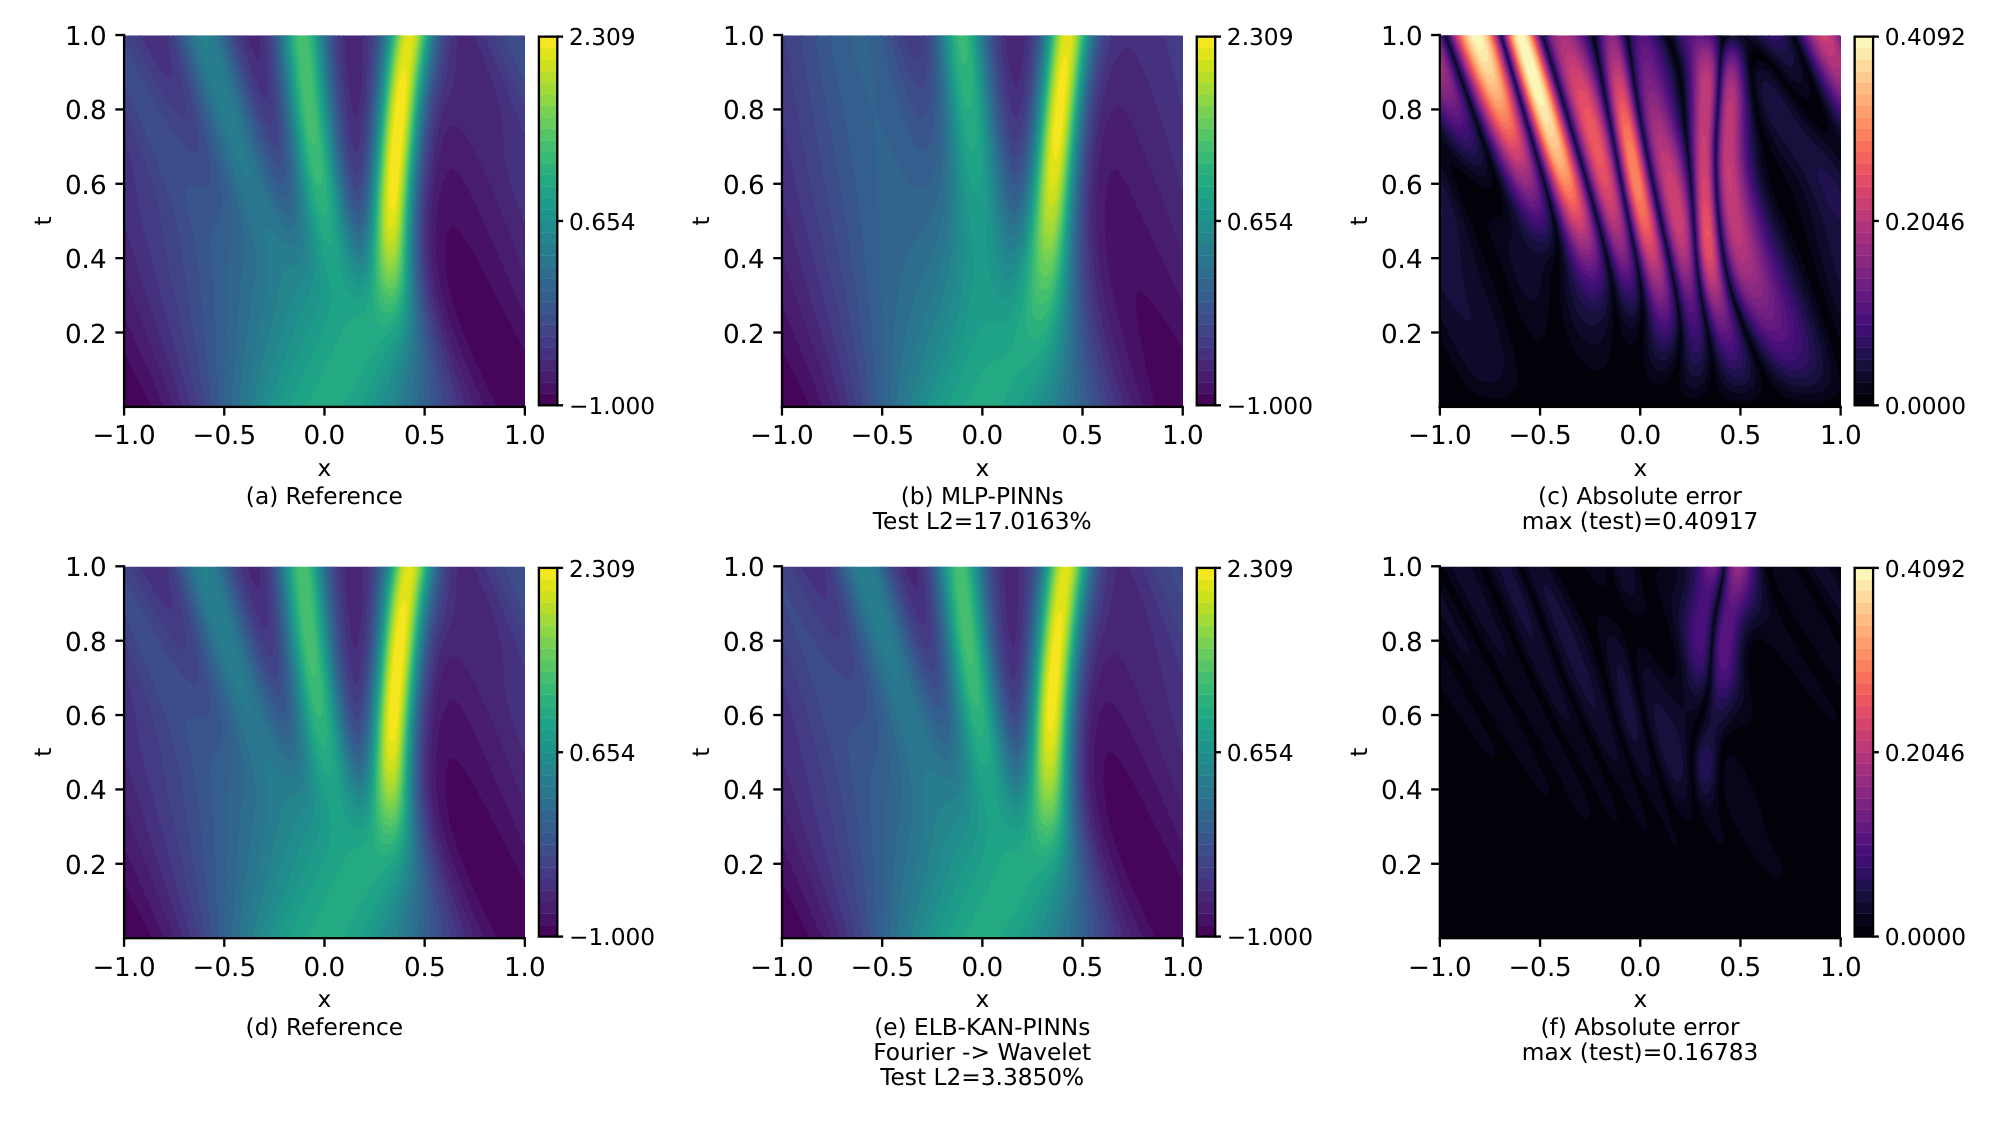 1.0
0.8
0.6
0.4
0.2
t
−1.0 −0.5 0.0 0.5 1.0
x
2.309
0.654
−1.000
(a) Reference
1.0
0.8
0.6
0.4
0.2
t
−1.0 −0.5 0.0 0.5 1.0
x
2.309
0.654
−1.000
(b) MLP-PINNs
Test L2=17.0163%
1.0
0.8
0.6
0.4
0.2
t
−1.0 −0.5 0.0 0.5 1.0
x
0.4092
0.2046
0.0000
(c) Absolute error
max (test)=0.40917
1.0
0.8
0.6
0.4
0.2
t
−1.0 −0.5 0.0 0.5 1.0
x
2.309
0.654
−1.000
(d) Reference
1.0
0.8
0.6
0.4
0.2
t
−1.0 −0.5 0.0 0.5 1.0
x
2.309
0.654
−1.000
(e) ELB-KAN-PINNs
Fourier -> Wavelet
Test L2=3.3850%
1.0
0.8
0.6
0.4
0.2
t
−1.0 −0.5 0.0 0.5 1.0
x
0.4092
0.2046
0.0000
(f) Absolute error
max (test)=0.16783